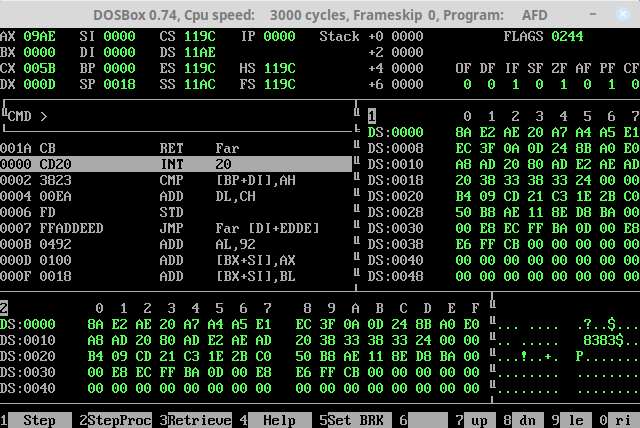 DOSBox 0.74, Cpu speed: 3000 cycles, Frameskip 0, Program: AFD
AX 09AE SI 0000 CS 119C IP 0000 Stack +0 0000 FLAGS 0244
BX 0000 DI 0000 DS 11AE +2 0000
CX 005B BP 0000 ES 119C HS 119C +4 0000 OF DF IF SF ZF AF PF CF
DX 000D SP 0018 SS 11AC FS 119C +6 0000 0 0 1 0 1 0 1 0
CMD > 1 0 1 2 3 4 5 6 7
DS:0000 8A E2 AE 20 A7 A4 A5 E1
001A CB RET Far DS:0008 EC 3F 0A 0D 24 8B A0 E0
0000 CD20 INT 20 DS:0010 A8 AD 20 80 AD E2 AE AD
0002 3823 CMP [BP+DI],AH DS:0018 20 38 33 38 33 24 00 00
0004 00EA ADD DL,CH DS:0020 B4 09 CD 21 C3 1E 2B C0
0006 FD STD DS:0028 50 B8 AE 11 8E D8 BA 00
0007 FFADDEED JMP Far [DI+EDDE] DS:0030 00 E8 EC FF BA 0D 00 E8
000B 0492 ADD AL,92 DS:0038 E6 FF CB 00 00 00 00 00
000D 0100 ADD [BX+SI],AX DS:0040 00 00 00 00 00 00 00 00
000F 0018 ADD [BX+SI],BL DS:0048 00 00 00 00 00 00 00 00
2 0 1 2 3 4 5 6 7 8 9 A B C D E F
DS:0000 8A E2 AE 20 A7 A4 A5 E1 EC 3F 0A 0D 24 8B A0 E0 ... .... .?..$...
DS:0010 A8 AD 20 80 AD E2 AE AD 20 38 33 38 33 24 00 00 .. ..... 8383$..
DS:0020 B4 09 CD 21 C3 1E 2B C0 50 B8 AE 11 8E D8 BA 00 ...!..+. P.......
DS:0030 00 E8 EC FF BA 0D 00 E8 E6 FF CB 00 00 00 00 00 ........ ........
DS:0040 00 00 00 00 00 00 00 00 00 00 00 00 00 00 00 00 ........ ........
1 Step 2 StepProc 3 Retrieve 4 Help 5 Set BRK 6 7 up 8 dn 9 le 0 ri